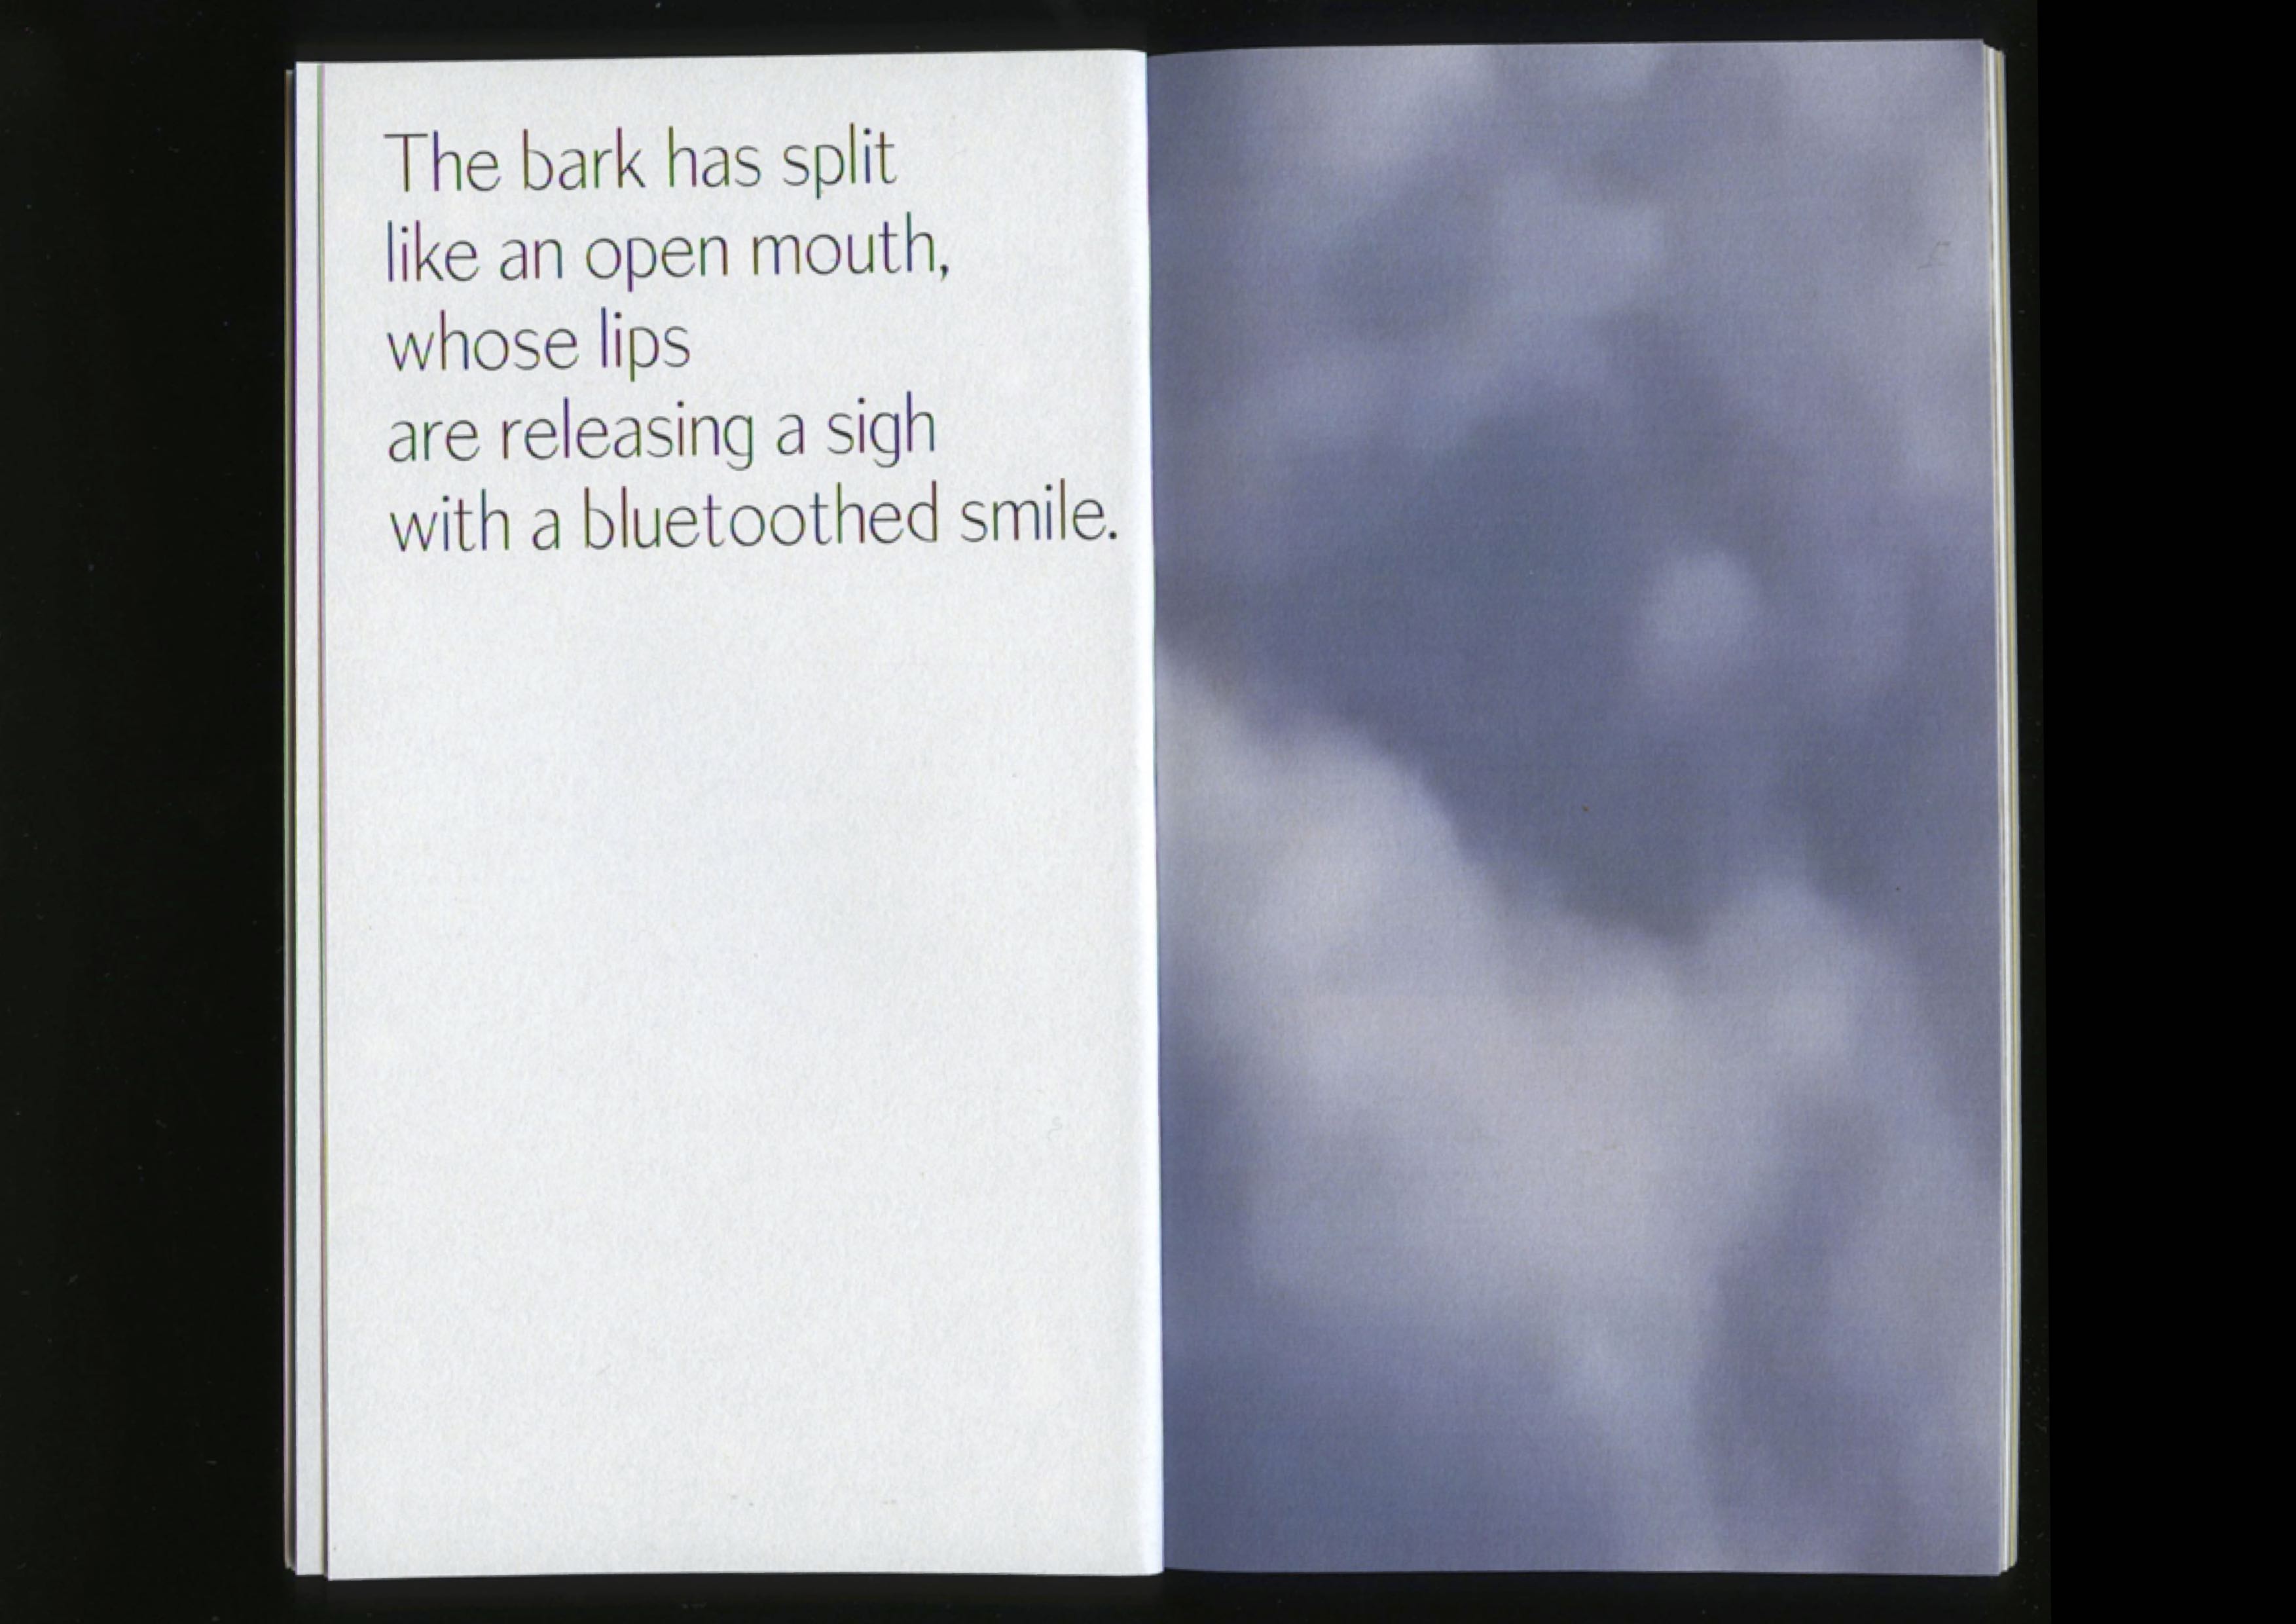 The bark has split
like an open mouth,
whose lips
are releasing a sigh
with a bluetoothed smile.